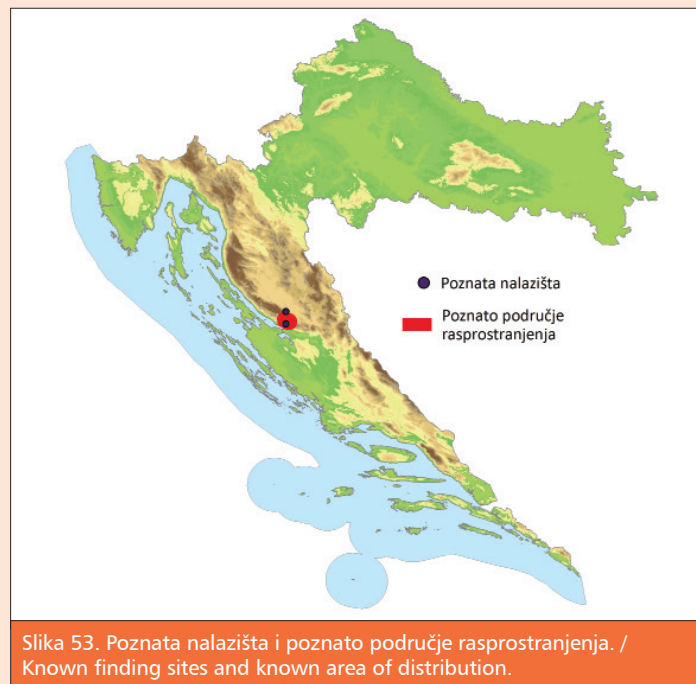 Poznata nalazišta
Poznato područje
rasprostranjenja
Slika 53. Poznata nalazišta i poznato područje rasprostranjenja. /
Known finding sites and known area of distribution.